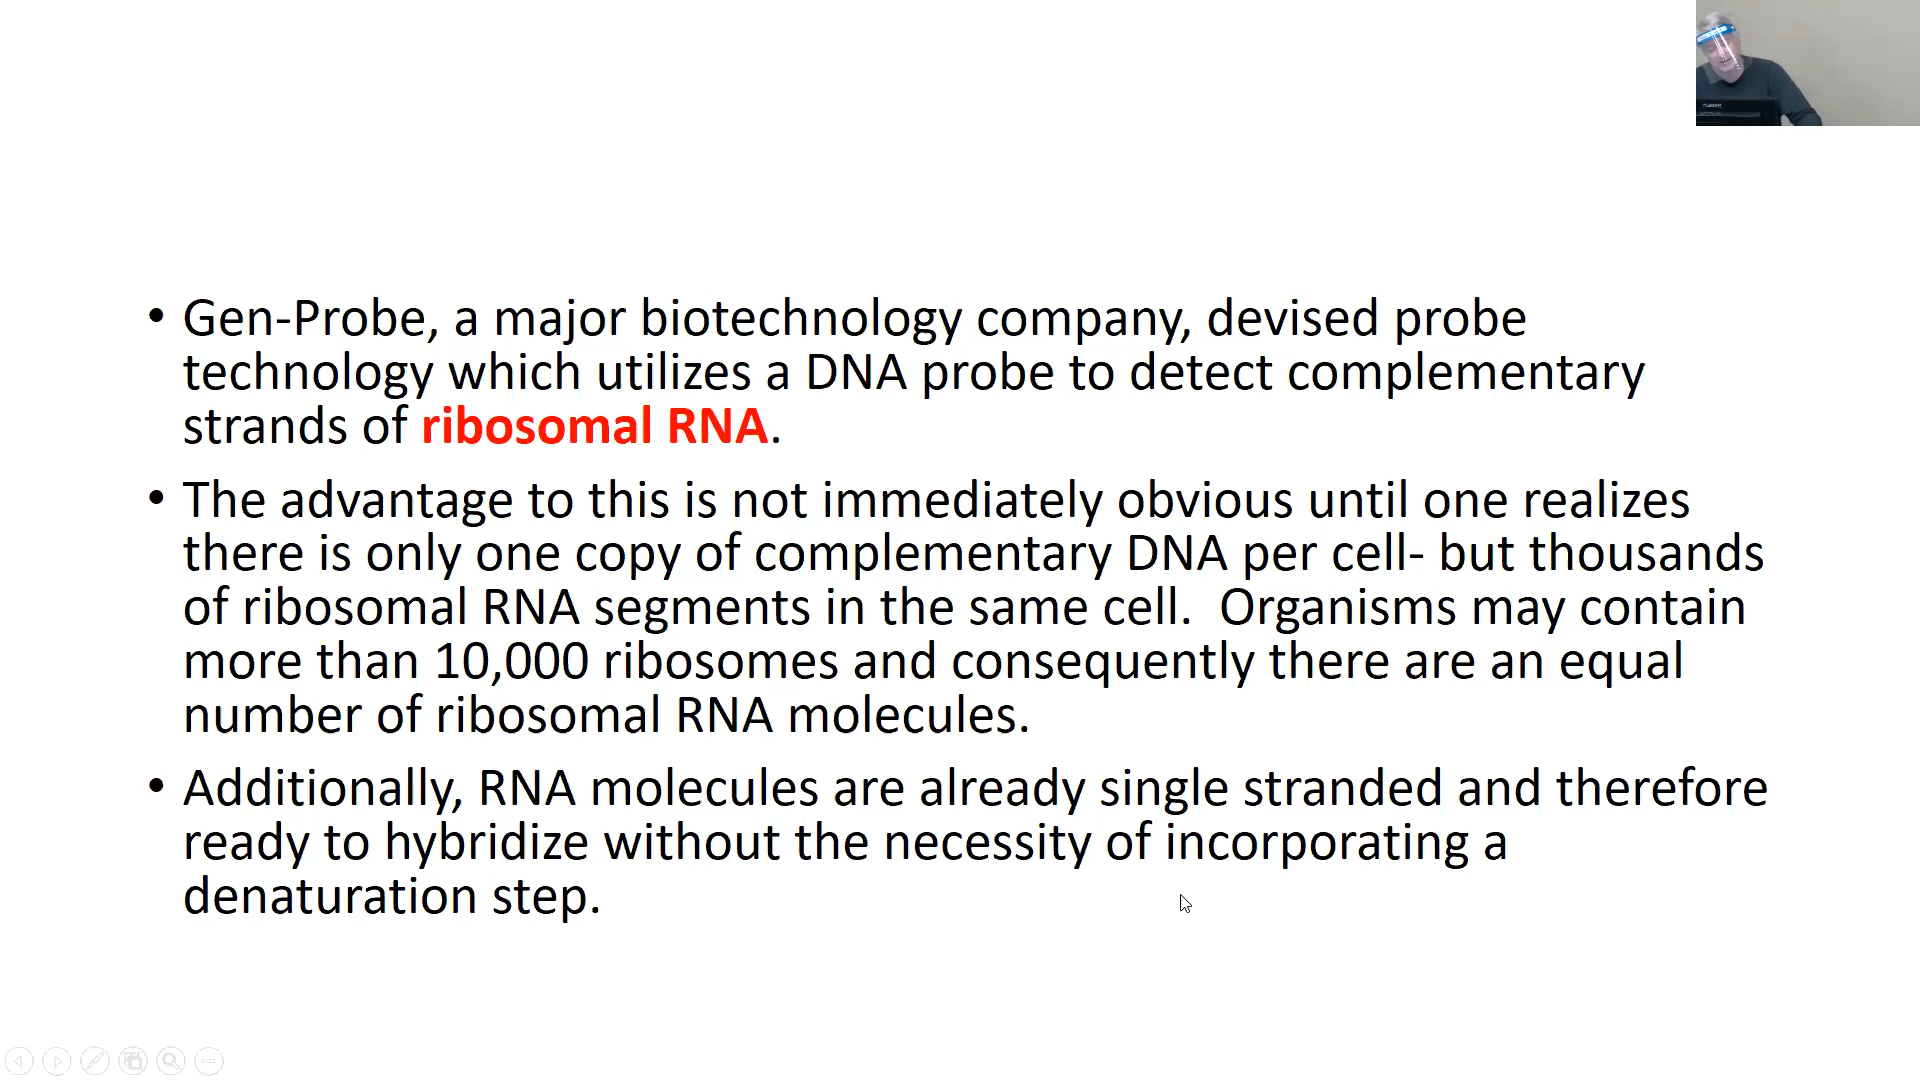 • Gen-Probe, a major biotechnology company, devised probe
technology which utilizes a DNA probe to detect complementary
strands of ribosomal RNA.
• The advantage to this is not immediately obvious until one realizes
there is only one copy of complementary DNA per cell- but thousands
of ribosomal RNA segments in the same cell.  Organisms may contain
more than 10,000 ribosomes and consequently there are an equal
number of ribosomal RNA molecules.
• Additionally, RNA molecules are already single stranded and therefore
ready to hybridize without the necessity of incorporating a
denaturation step.